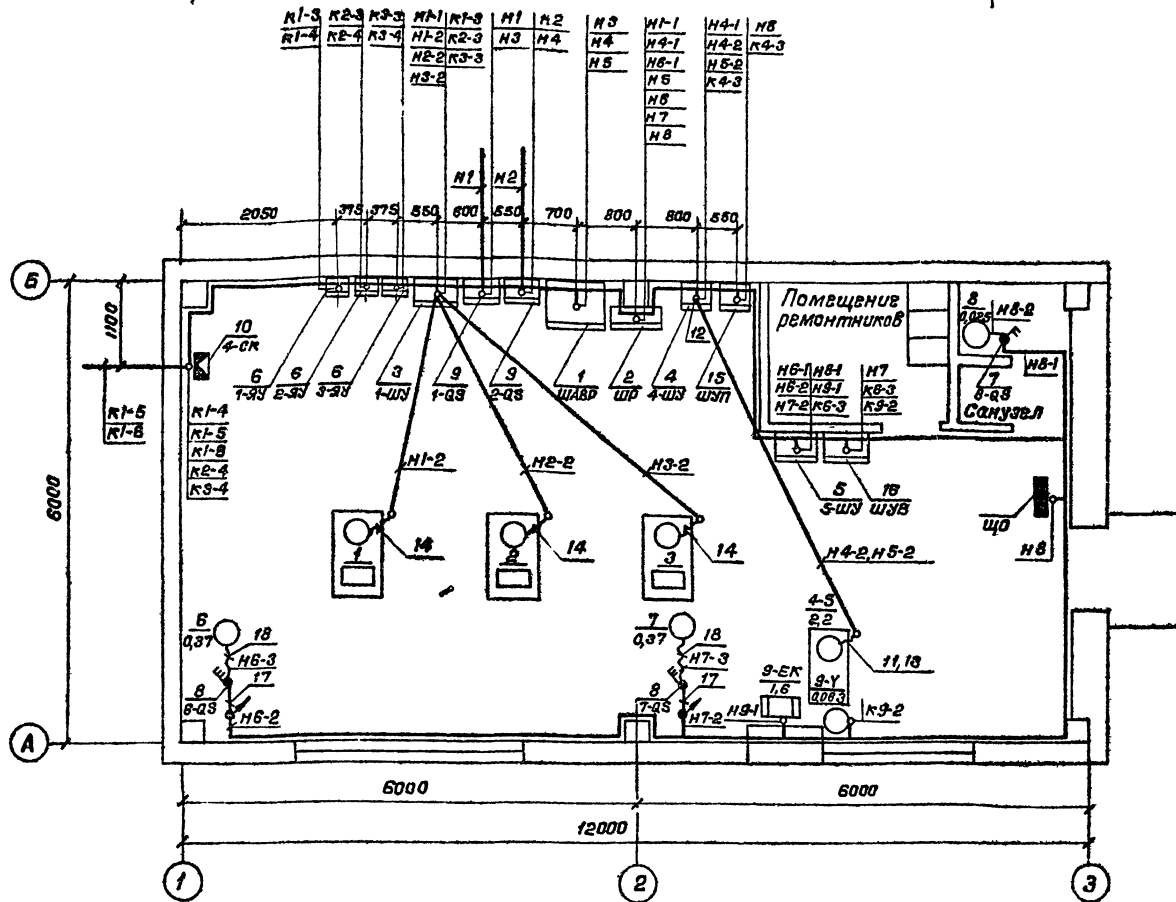 К1-3 К2-3 К3-3 Н1-1 К1-3 Н1 К2 Н3 Н1-1 Н4-1 Н8
К1-4 К2-4 К3-4 Н1-2 К2-3 Н3 Н4 Н4 Н4-1 Н4-2 К4-3
Н2-2 К3-3 Н5 Н6-1 Н5-2
Н3-2 Н5 К4-3
Н6
Н7
Н8
Н1 Н2
2050 375 375 550 600 550 700 800 800 550
Б
1100
10
4-СК
6
1-ЯУ
6
2-ЯУ
6
3-ЯУ
3
1-ШУ
9
1-QS
9
2-QS
1
ШАВР
2
ШР
4
4-ШУ
15
ШУП
12
Помещение
ремонтников
8
0,025
Н8-2
7
8-QS
Н8-1
Санузел
К1-5
К1-6
К1-4
К1-5
К1-6
К2-4
К3-4
Н6-1 Н8-1 Н7
Н6-2 Н9-1 К6-3
Н7-2 К6-3 К9-2
5
5-ШУ
16
ШУВ
ЩО
Н8
6000
Н1-2 Н2-2 Н3-2
1 14 2 14 3 14
Н4-2,Н5-2
4-5
2,2
11,13
6
0,37
18
Н6-3
8
6-QS
17
Н6-2
7
0,37
18
Н7-3
8
7-QS
17
Н7-2
9-ЕК
1,6
Н9-1
9-Y
0,063
К9-2
А
6000 6000
12000
1 2 3